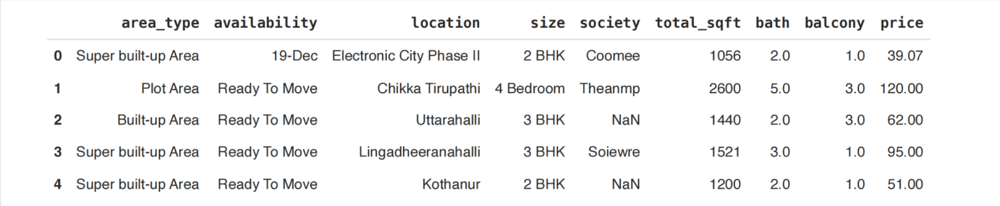 area_type availability location size society total_sqft bath balcony price
0 Super built-up Area 19-Dec Electronic City Phase II 2 BHK Coomee 1056 2.0 1.0 39.07
1 Plot Area Ready To Move Chikka Tirupathi 4 Bedroom Theanmp 2600 5.0 3.0 120.00
2 Built-up Area Ready To Move Uttarahalli 3 BHK NaN 1440 2.0 3.0 62.00
3 Super built-up Area Ready To Move Lingadheeranahalli 3 BHK Soiewre 1521 3.0 1.0 95.00
4 Super built-up Area Ready To Move Kothanur 2 BHK NaN 1200 2.0 1.0 51.00